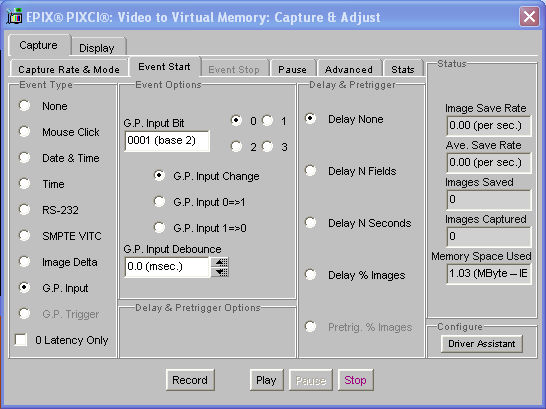 EPIX® PIXCI®: Video to Virtual Memory: Capture & Adjust
Capture
Display
Capture Rate & Mode
Event Start
Event Stop
Pause
Advanced
Stats
Event Type
None
Mouse Click
Date & Time
Time
RS-232
SMPTE VITC
Image Delta
G.P. Input
G.P. Trigger
0 Latency Only
Event Options
G.P. Input Bit
0001 (base 2)
0
1
2
3
G.P. Input Change
G.P. Input 0=>1
G.P. Input 1=>0
G.P. Input Debounce
0.0 (msec.)
Delay & Pretrigger Options
Delay & Pretrigger
Delay None
Delay N Fields
Delay N Seconds
Delay % Images
Pretrig. % Images
Status
Image Save Rate
0.00 (per sec.)
Ave. Save Rate
0.00 (per sec.)
Images Saved
0
Images Captured
0
Memory Space Used
1.03 (MByte – IE
Configure
Driver Assistant
Record
Play
Pause
Stop